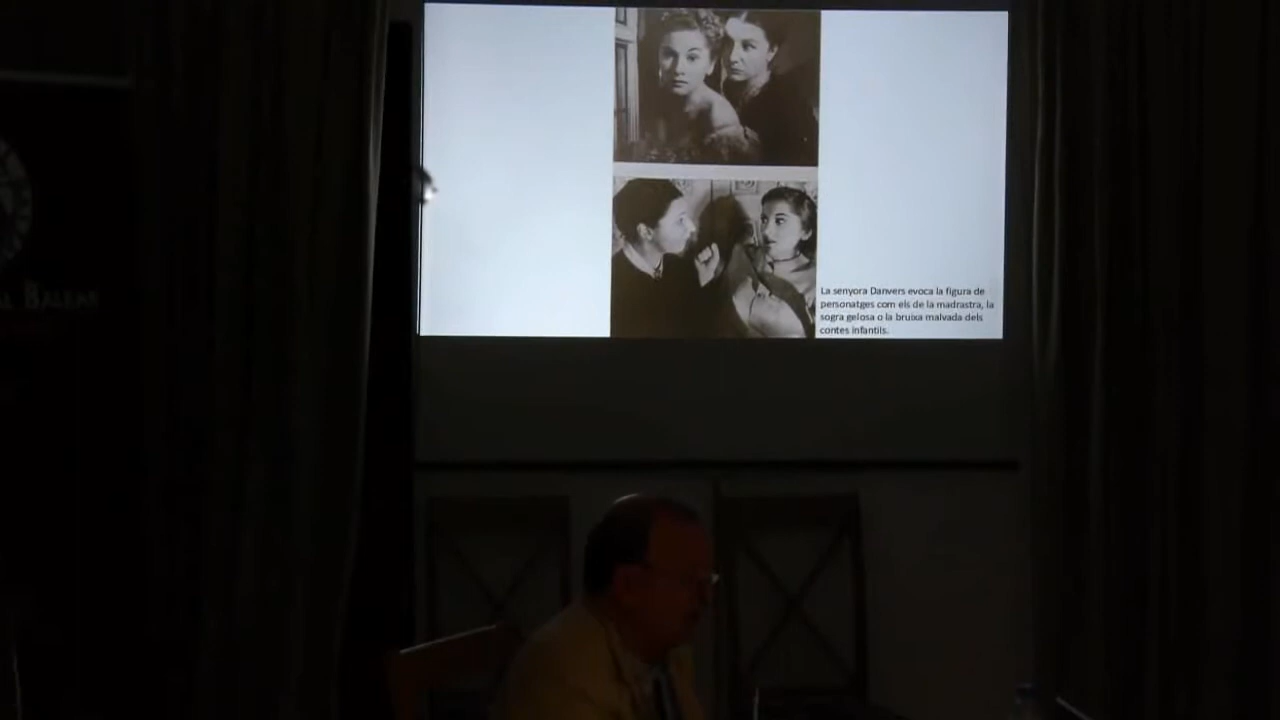 BALEAR
La senyora Danvers evoca la figura de
personatges com els de la madrastra, la
sogra gelosa o la bruixa malvada dels
contes infantils.